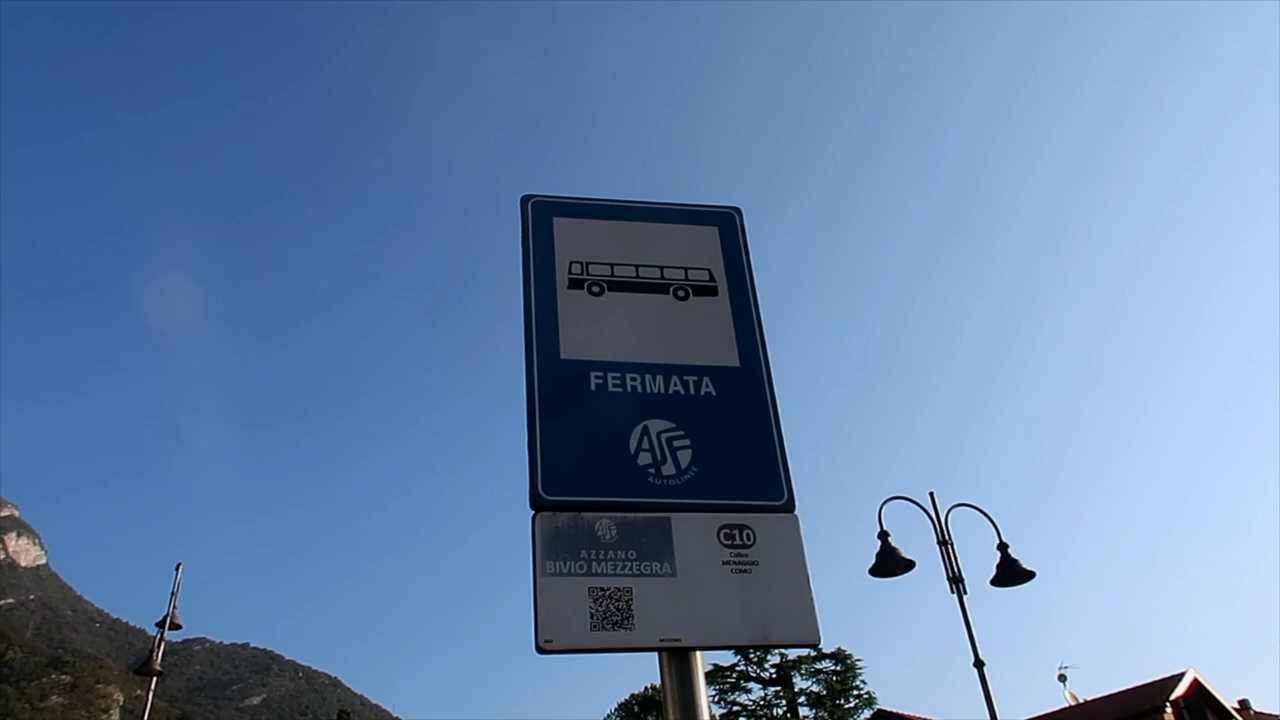 FERMATA
ASF
AUTOLINEE
ASF
AZZANO
BIVIO MEZZEGRA
C10
Colico
MENAGGIO
COMO